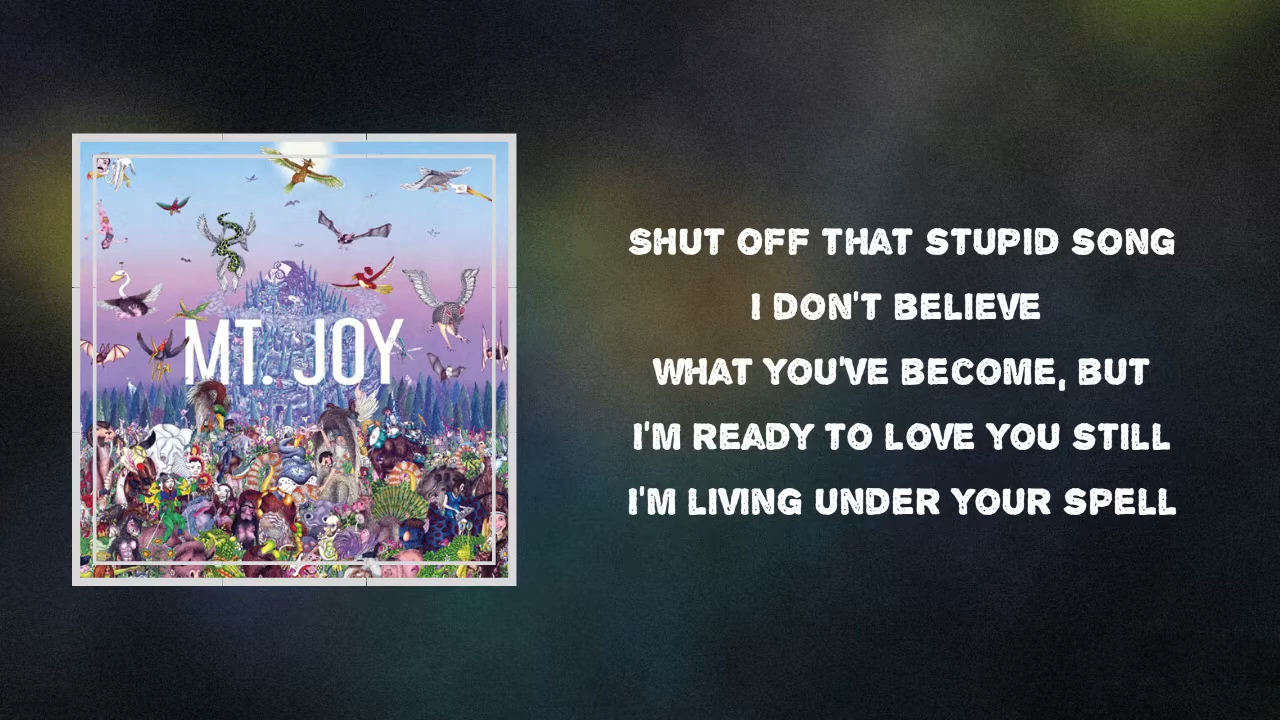 MT. JOY
SHUT OFF THAT STUPID SONG
I DON'T BELIEVE
WHAT YOU'VE BECOME, BUT
I'M READY TO LOVE YOU STILL
I'M LIVING UNDER YOUR SPELL